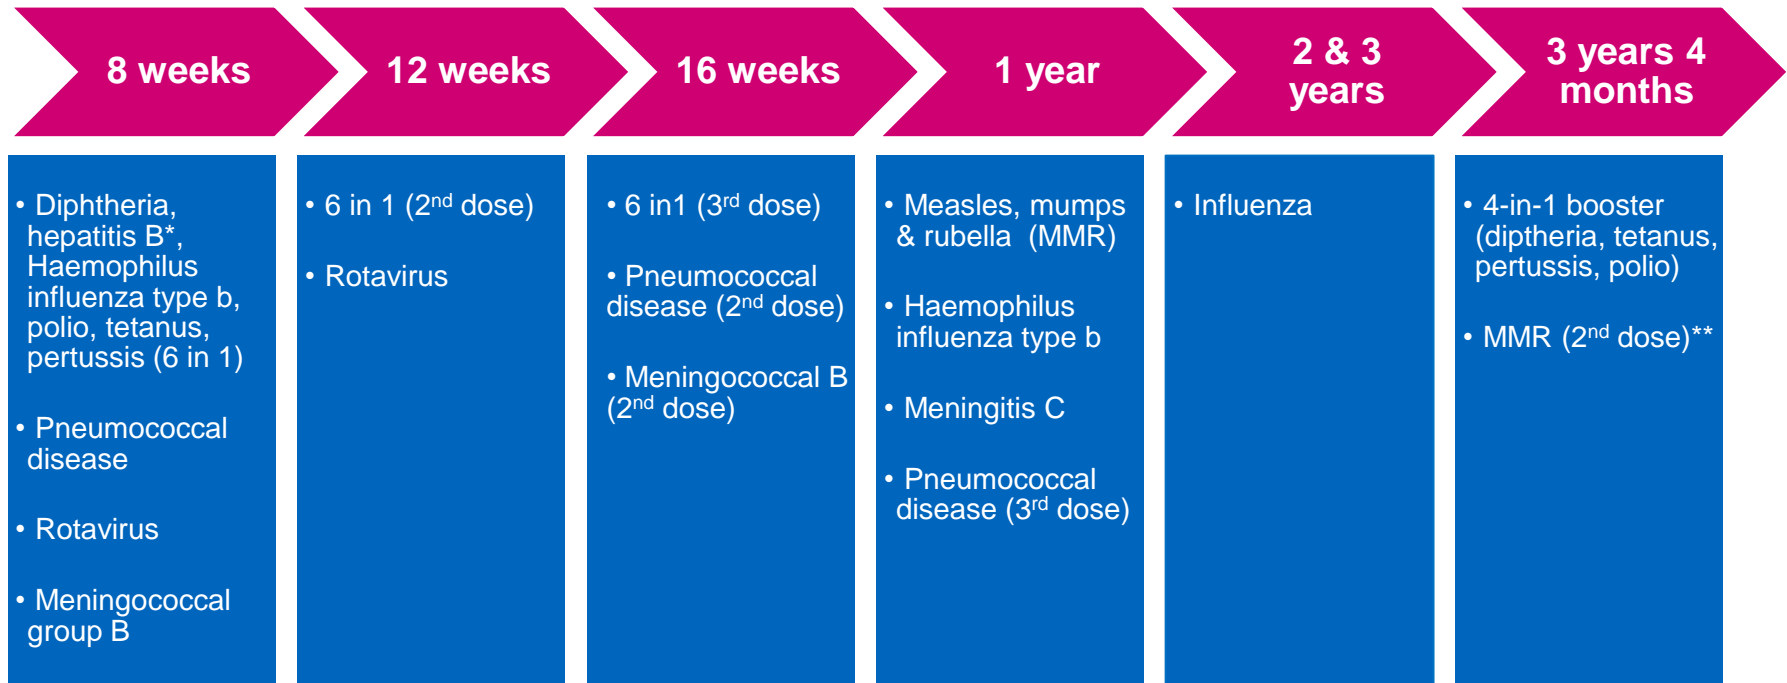 8 weeks
12 weeks
16 weeks
1 year
2 & 3
years
3 years 4
months
• Diphtheria,
hepatitis B*,
Haemophilus
influenza type b,
polio, tetanus,
pertussis (6 in 1)
• Pneumococcal
disease
• Rotavirus
• Meningococcal
group B
• 6 in 1 (2nd dose)
• Rotavirus
• 6 in1 (3rd dose)
• Pneumococcal
disease (2nd dose)
• Meningococcal B
(2nd dose)
• Measles, mumps
& rubella (MMR)
• Haemophilus
influenza type b
• Meningitis C
• Pneumococcal
disease (3rd dose)
• Influenza
• 4-in-1 booster
(diptheria, tetanus,
pertussis, polio)
• MMR (2nd dose)**